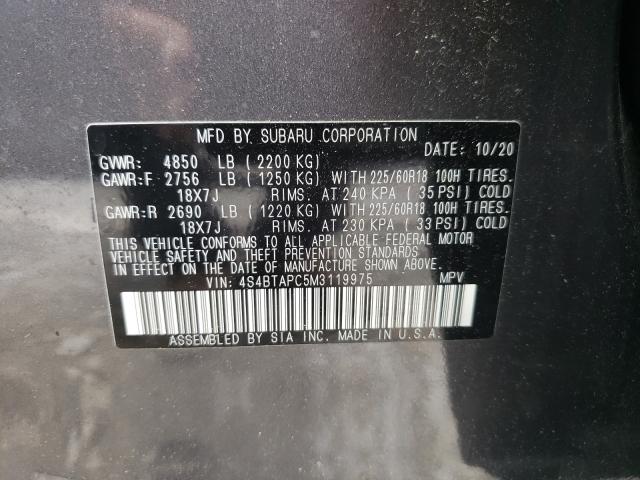 MFD BY SUBARU CORPORATION
DATE: 10/20
GVWR: 4850 LB (2200 KG)
GAWR:F 2756 LB (1250 KG) WITH 225/60R18 100H TIRES.
18X7J RIMS. AT 240 KPA (35 PSI) COLD
GAWR:R 2690 LB (1220 KG) WITH 225/60R18 100H TIRES.
18X7J RIMS. AT 230 KPA (33 PSI) COLD
THIS VEHICLE CONFORMS TO ALL APPLICABLE FEDERAL MOTOR
VEHICLE SAFETY AND THEFT PREVENTION STANDARDS
IN EFFECT ON THE DATE OF MANUFACTURE SHOWN ABOVE.
VIN: 4S4BTAPC5M3119975 MPV
ASSEMBLED BY SIA INC. MADE IN U.S.A.